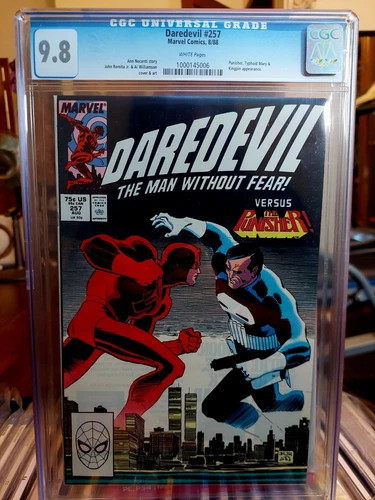 CGC UNIVERSAL GRADE
9.8
Daredevil #257
Marvel Comics, 8/88
WHITE Pages
Ann Nocenti story
John Romita Jr. & Al Williamson
cover & art
1000145006
Punisher, Typhoid Mary &
Kingpin appearance.
CGC
MARVEL
75¢ US
257
AUG
DAREDEVIL
THE MAN WITHOUT FEAR!
VERSUS
THE
PUNISHER!